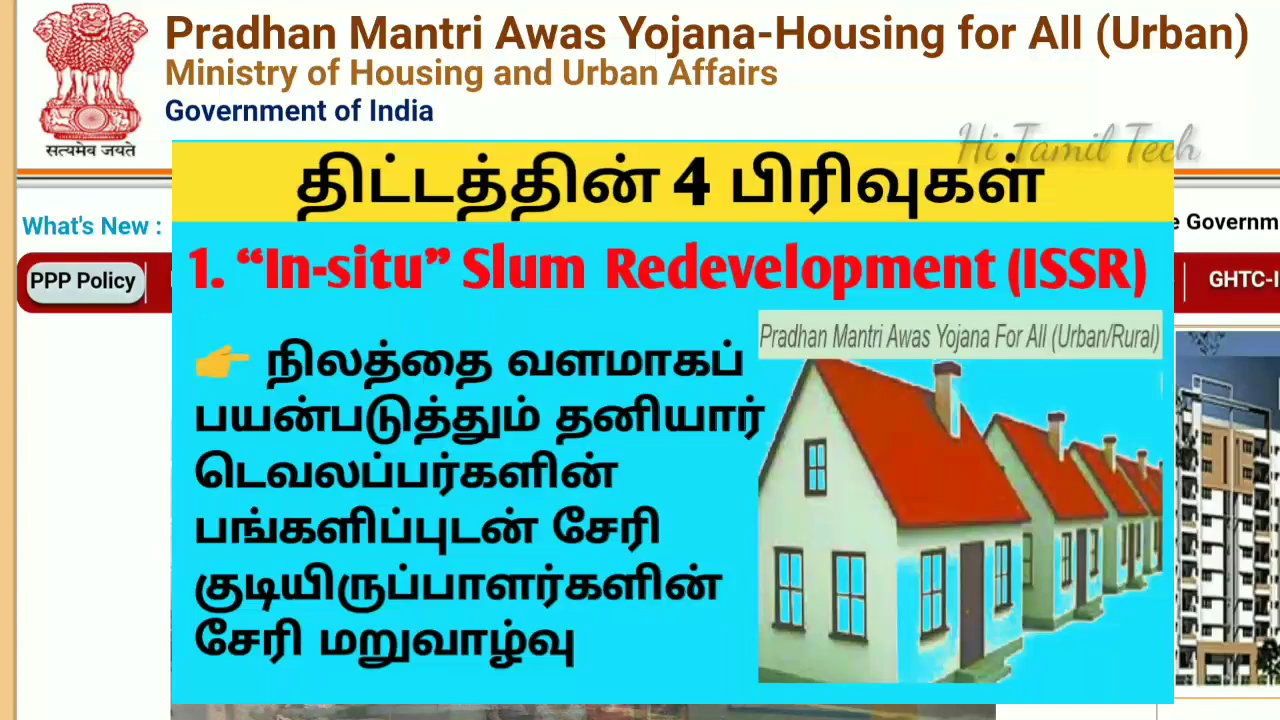 Pradhan Mantri Awas Yojana-Housing for All (Urban)
Ministry of Housing and Urban Affairs
Government of India
सत्यमेव जयते
Hi Tamil Tech
திட்டத்தின் 4 பிரிவுகள்
What's New :
e Governm
PPP Policy
GHTC-I
1. “In-situ” Slum Redevelopment (ISSR)
Pradhan Mantri Awas Yojana For All (Urban/Rural)
👉 நிலத்தை வளமாகப்
பயன்படுத்தும் தனியார்
டெவலப்பர்களின்
பங்களிப்புடன் சேரி
குடியிருப்பாளர்களின்
சேரி மறுவாழ்வு